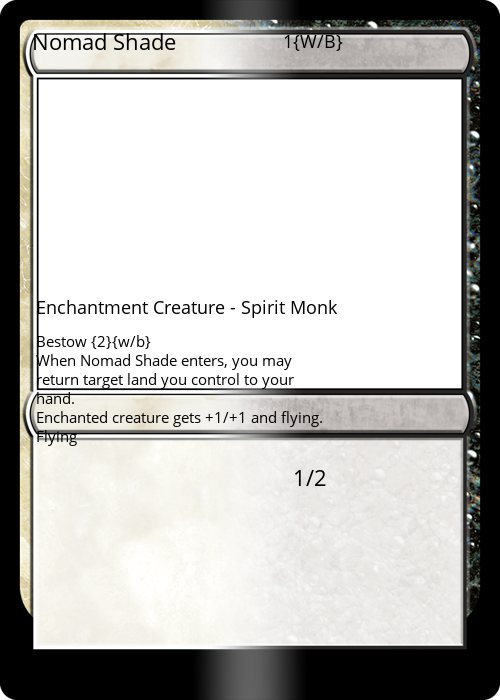 Nomad Shade 1{W/B}
Enchantment Creature - Spirit Monk
Bestow {2}{w/b}
When Nomad Shade enters, you may
return target land you control to your
hand.
Enchanted creature gets +1/+1 and flying.
Flying
1/2